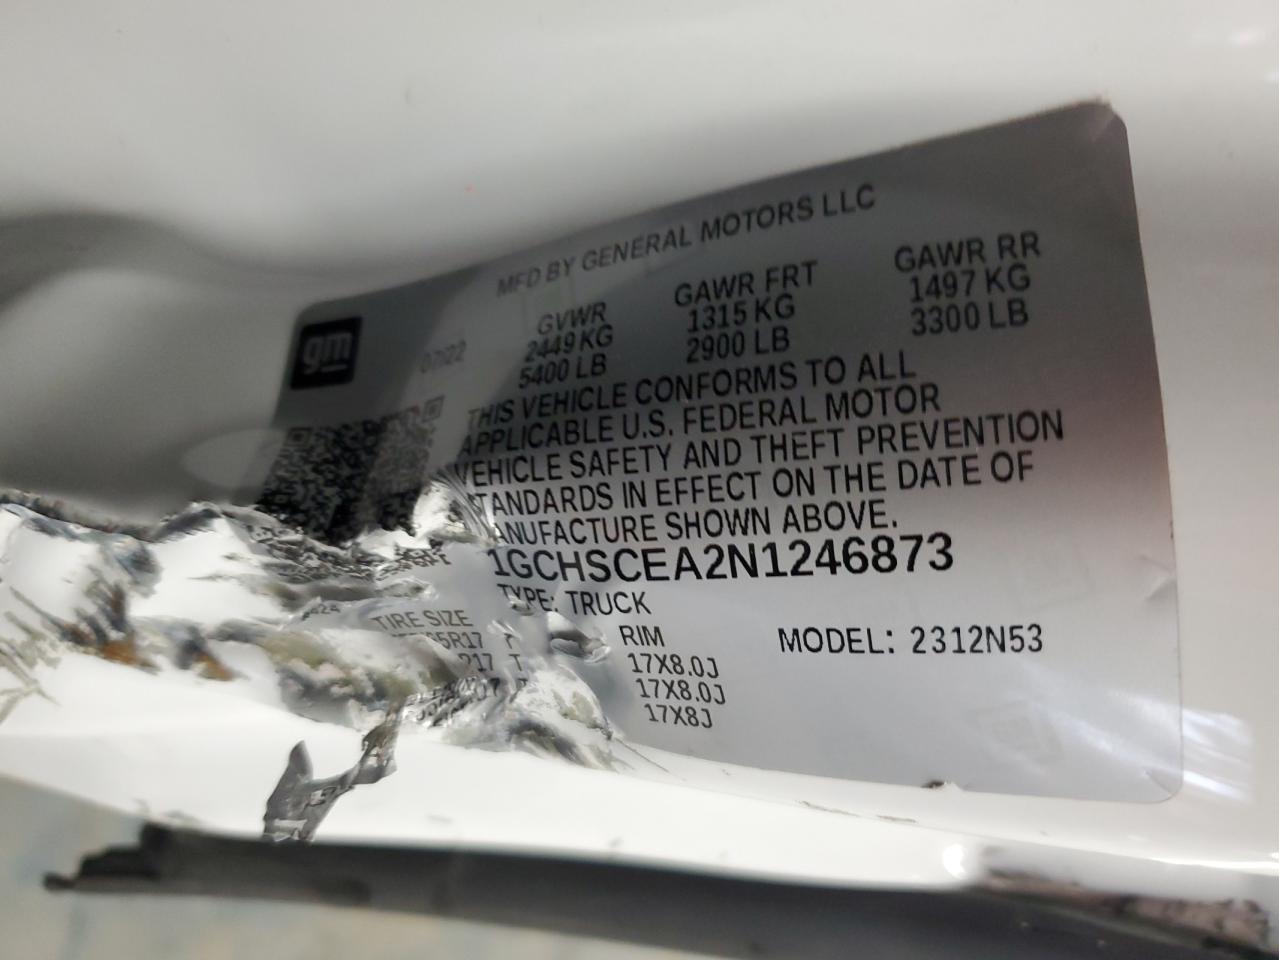 MFD BY GENERAL MOTORS LLC
gm
07/22
GVWR GAWR FRT GAWR RR
2449 KG 1315 KG 1497 KG
5400 LB 2900 LB 3300 LB
THIS VEHICLE CONFORMS TO ALL
APPLICABLE U.S. FEDERAL MOTOR
VEHICLE SAFETY AND THEFT PREVENTION
STANDARDS IN EFFECT ON THE DATE OF
ANUFACTURE SHOWN ABOVE.
1GCHSCEA2N1246873
TYPE: TRUCK
TIRE SIZE RIM MODEL: 2312N53
17X8.0J
17X8.0J
17X8J